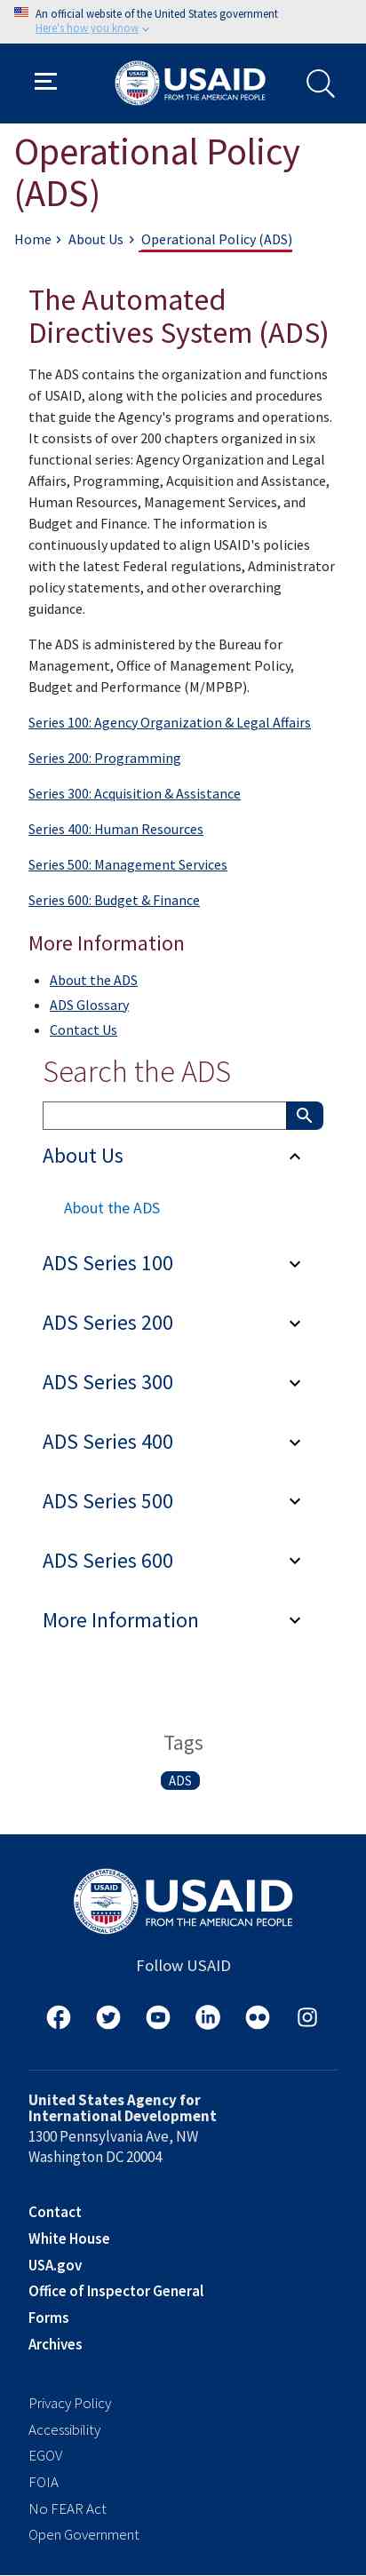 An official website of the United States government
Here's how you know
USAID
FROM THE AMERICAN PEOPLE
Operational Policy
(ADS)
Home > About Us > Operational Policy (ADS)
The Automated
Directives System (ADS)
The ADS contains the organization and functions
of USAID, along with the policies and procedures
that guide the Agency's programs and operations.
It consists of over 200 chapters organized in six
functional series: Agency Organization and Legal
Affairs, Programming, Acquisition and Assistance,
Human Resources, Management Services, and
Budget and Finance. The information is
continuously updated to align USAID's policies
with the latest Federal regulations, Administrator
policy statements, and other overarching
guidance.
The ADS is administered by the Bureau for
Management, Office of Management Policy,
Budget and Performance (M/MPBP).
Series 100: Agency Organization & Legal Affairs
Series 200: Programming
Series 300: Acquisition & Assistance
Series 400: Human Resources
Series 500: Management Services
Series 600: Budget & Finance
More Information
About the ADS
ADS Glossary
Contact Us
Search the ADS
About Us
About the ADS
ADS Series 100
ADS Series 200
ADS Series 300
ADS Series 400
ADS Series 500
ADS Series 600
More Information
Tags
ADS
USAID
FROM THE AMERICAN PEOPLE
Follow USAID
United States Agency for
International Development
1300 Pennsylvania Ave, NW
Washington DC 20004
Contact
White House
USA.gov
Office of Inspector General
Forms
Archives
Privacy Policy
Accessibility
EGOV
FOIA
No FEAR Act
Open Government